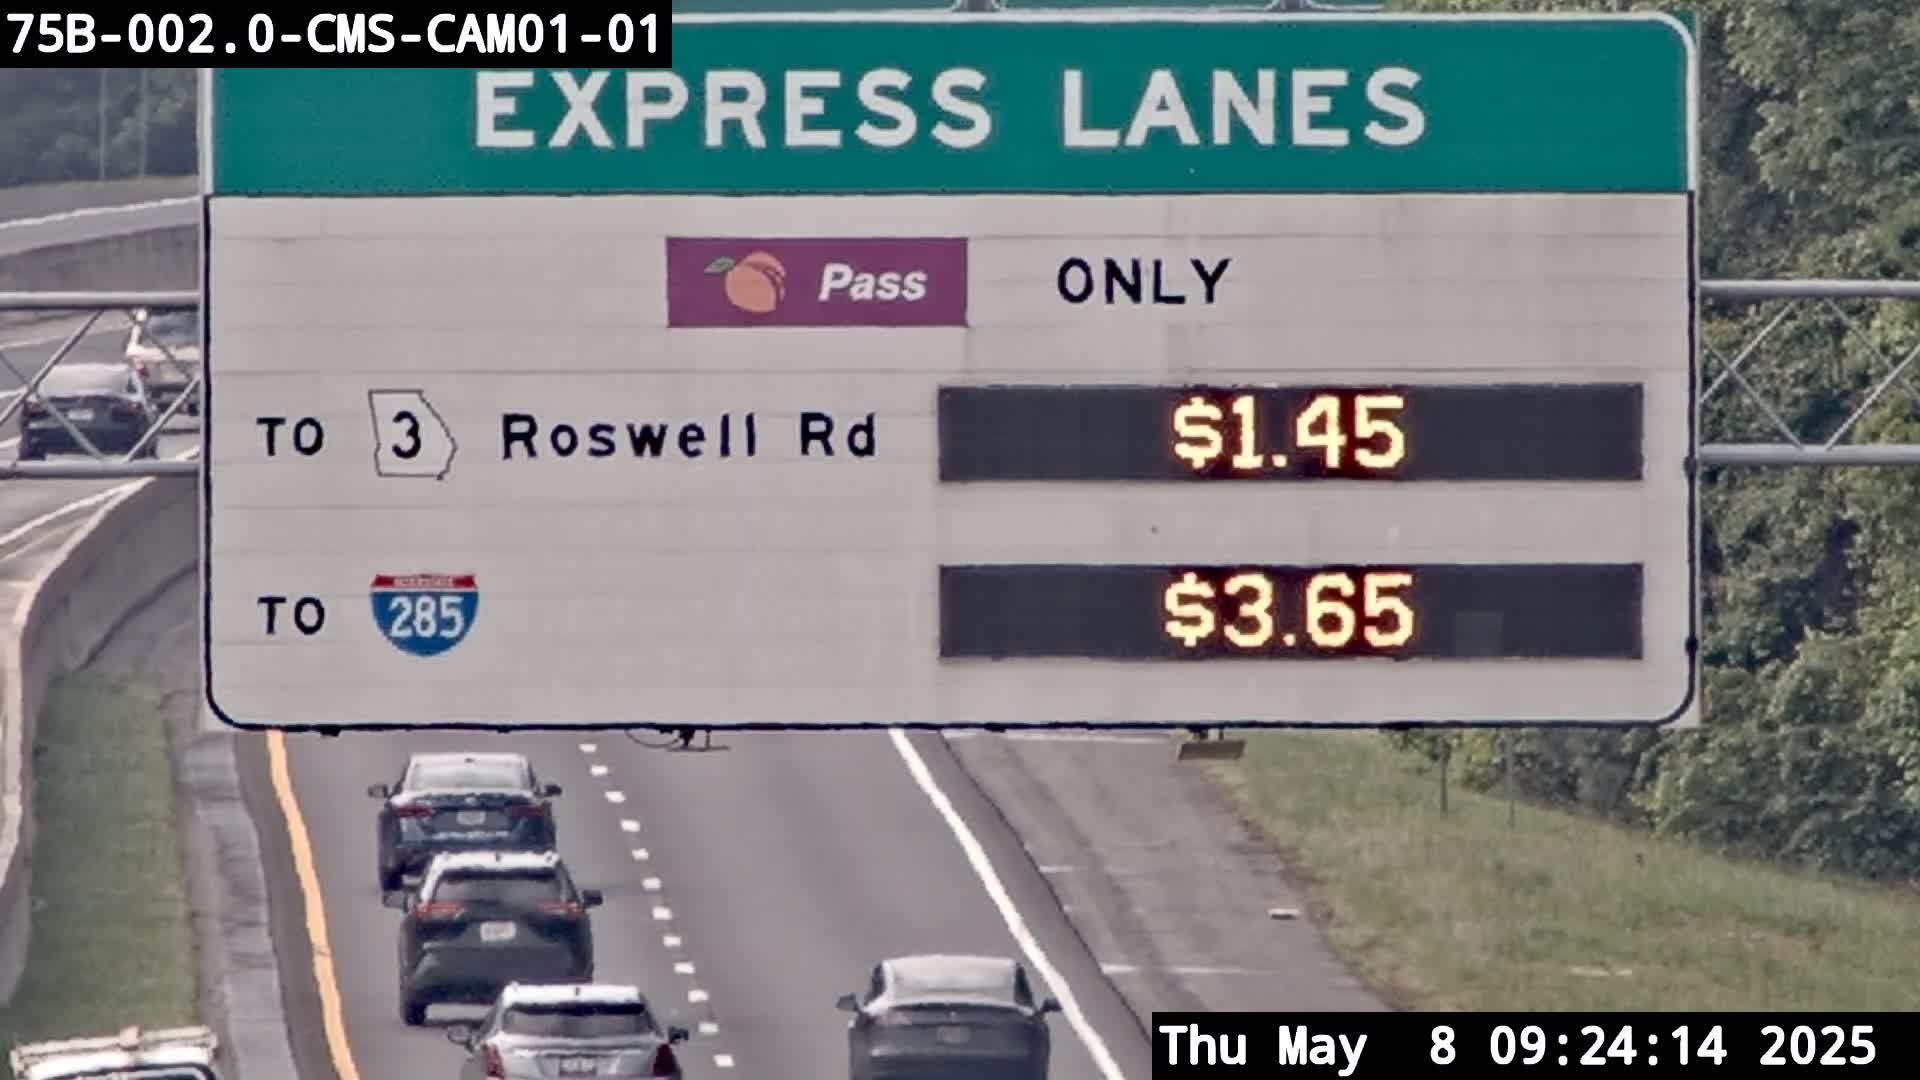 75B-002.0-CMS-CAM01-01
EXPRESS LANES
Pass ONLY
TO 3 Roswell Rd $1.45
INTERSTATE
TO 285 $3.65
Thu May 8 09:24:14 2025